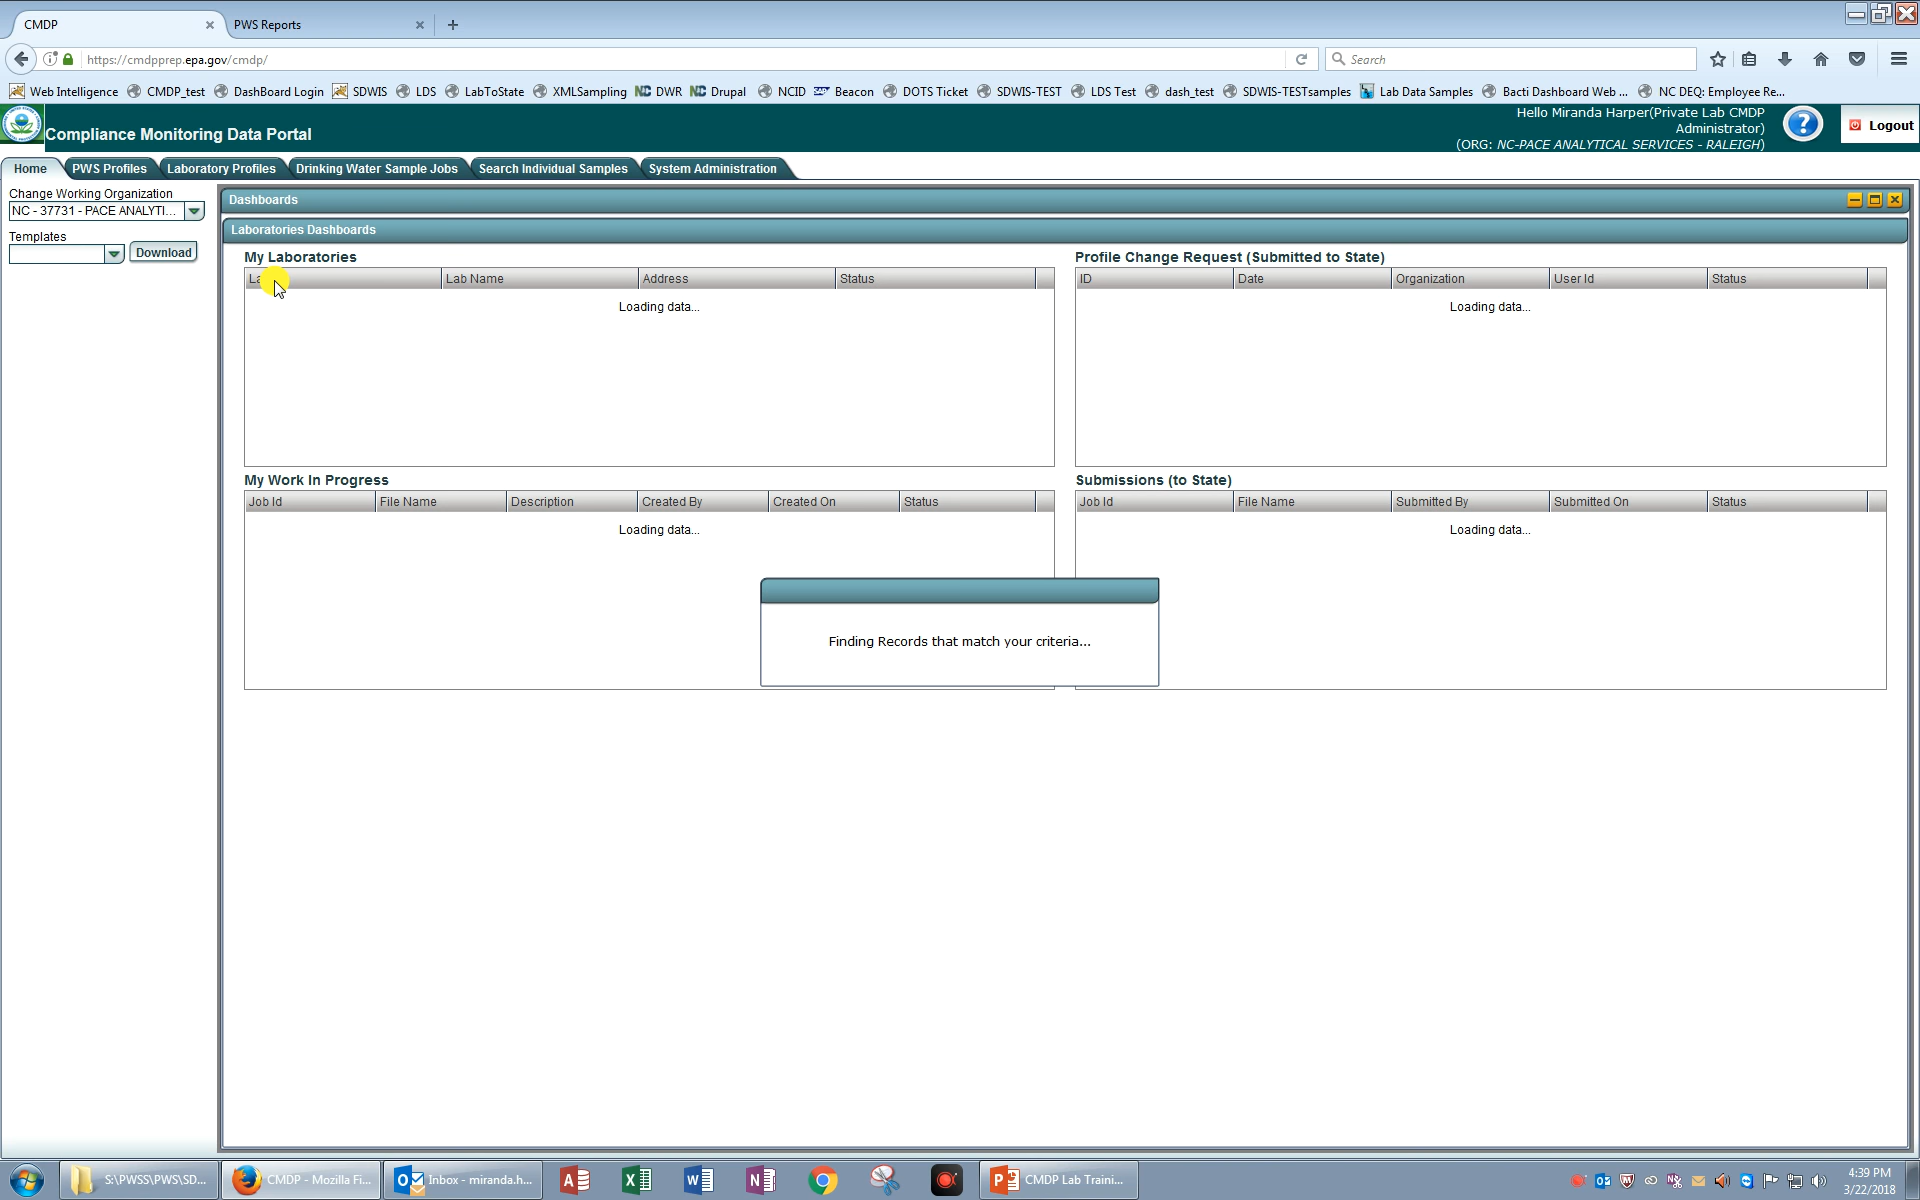 CMDP
PWS Reports
https://cmdpprep.epa.gov/cmdp/
Search
Web Intelligence CMDP_test DashBoard Login SDWIS LDS LabToState XMLSampling DWR Drupal NCID Beacon DOTS Ticket SDWIS-TEST LDS Test dash_test SDWIS-TESTsamples Lab Data Samples Bacti Dashboard Web ... NC DEQ: Employee Re...
Compliance Monitoring Data Portal
Hello Miranda Harper(Private Lab CMDP
Administrator)
(ORG: NC-PACE ANALYTICAL SERVICES - RALEIGH)
Logout
Home PWS Profiles Laboratory Profiles Drinking Water Sample Jobs Search Individual Samples System Administration
Change Working Organization
NC - 37731 - PACE ANALYTI...
Templates
Download
Dashboards
Laboratories Dashboards
My Laboratories
Lab Name Address Status
Loading data...
Profile Change Request (Submitted to State)
ID Date Organization User Id Status
Loading data...
My Work In Progress
Job Id File Name Description Created By Created On Status
Loading data...
Submissions (to State)
Job Id File Name Submitted By Submitted On Status
Loading data...
Finding Records that match your criteria...
S:\PWSS\PWS\SD...
CMDP - Mozilla Fi...
Inbox - miranda.h...
CMDP Lab Traini...
4:39 PM
3/22/2018